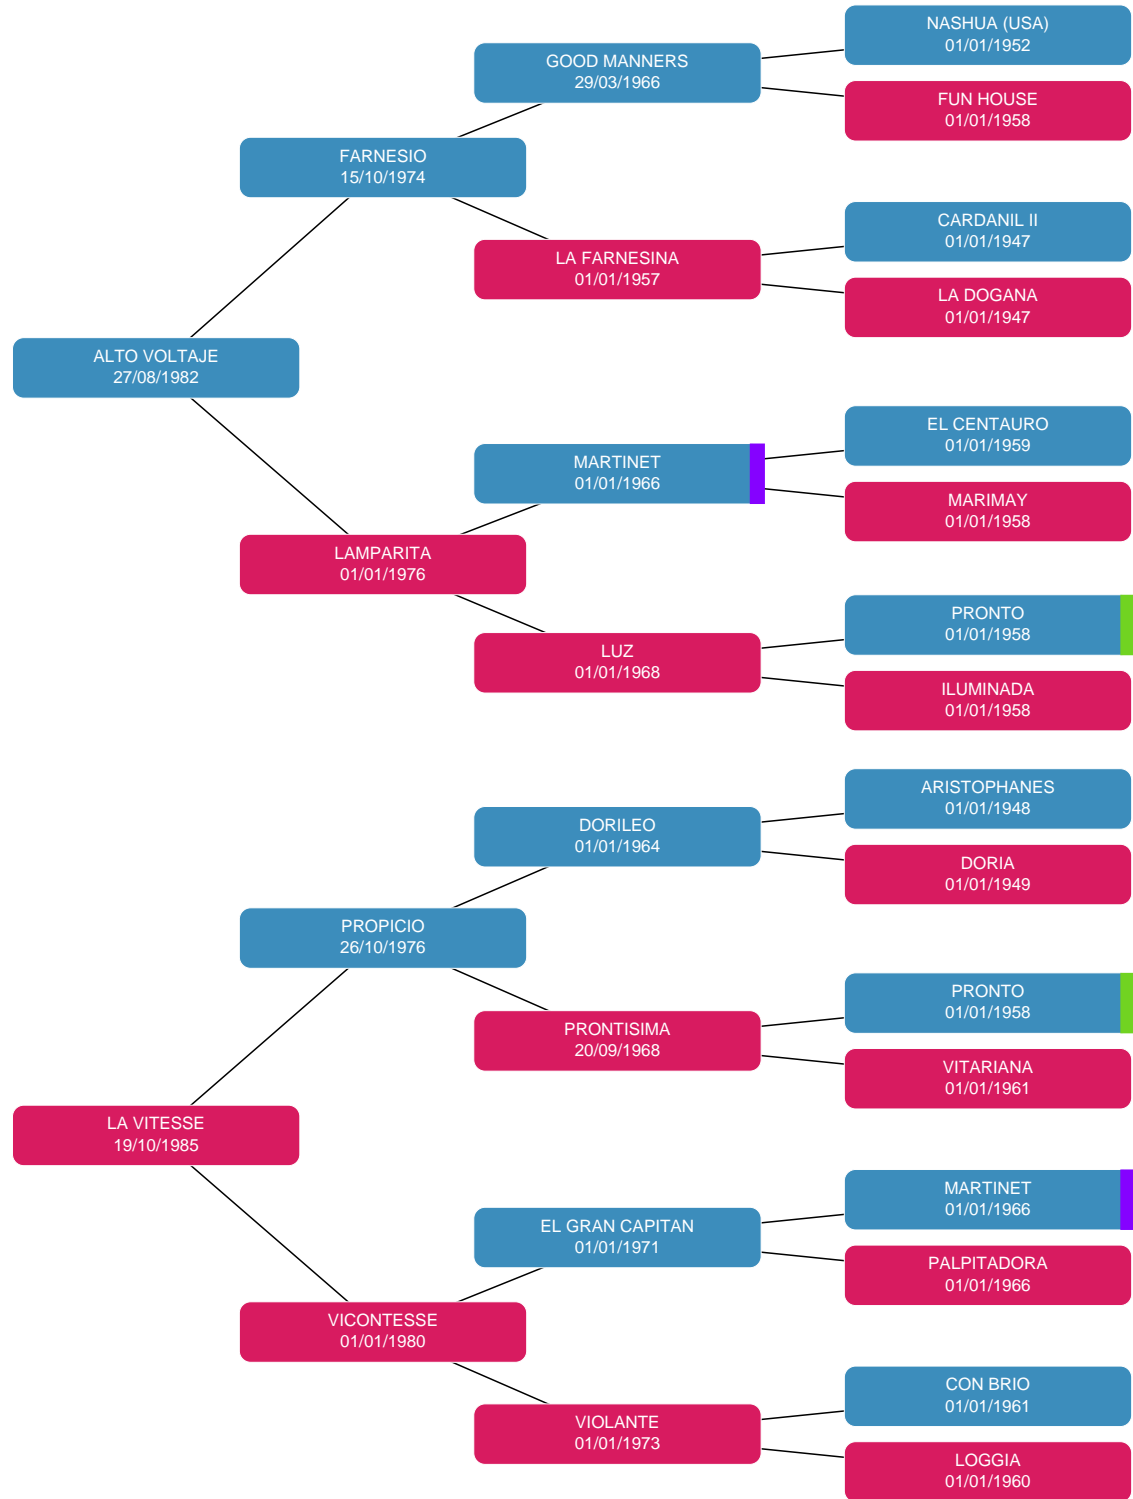 NASHUA (USA)
01/01/1952
GOOD MANNERS
29/03/1966
FUN HOUSE
01/01/1958
FARNESIO
15/10/1974
CARDANIL II
01/01/1947
LA FARNESINA
01/01/1957
LA DOGANA
01/01/1947
ALTO VOLTAJE
27/08/1982
EL CENTAURO
01/01/1959
MARTINET
01/01/1966
MARIMAY
01/01/1958
LAMPARITA
01/01/1976
PRONTO
01/01/1958
LUZ
01/01/1968
ILUMINADA
01/01/1958
ARISTOPHANES
01/01/1948
DORILEO
01/01/1964
DORIA
01/01/1949
PROPICIO
26/10/1976
PRONTO
01/01/1958
PRONTISIMA
20/09/1968
VITARIANA
01/01/1961
LA VITESSE
19/10/1985
MARTINET
01/01/1966
EL GRAN CAPITAN
01/01/1971
PALPITADORA
01/01/1966
VICONTESSE
01/01/1980
CON BRIO
01/01/1961
VIOLANTE
01/01/1973
LOGGIA
01/01/1960